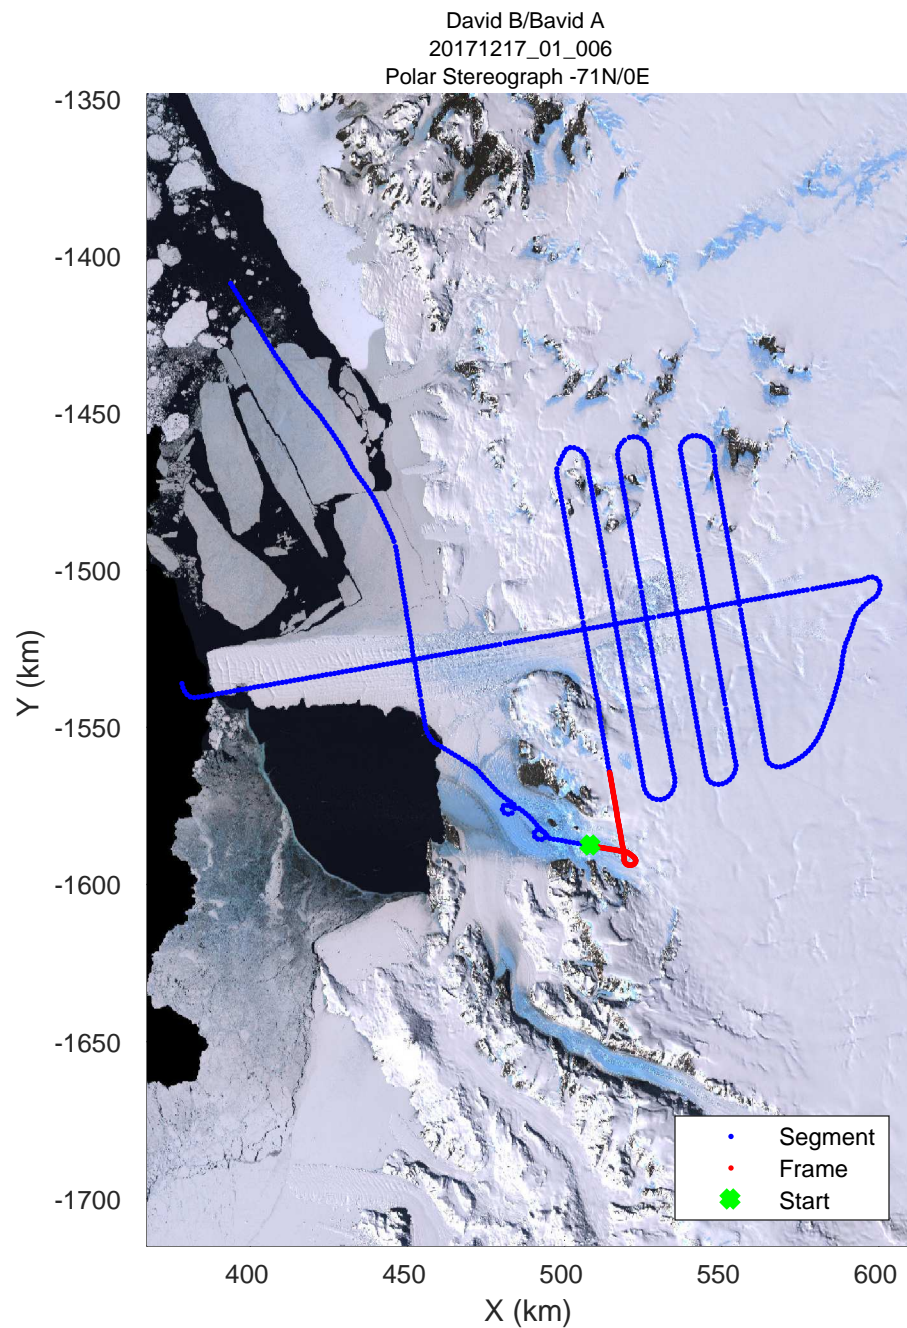 David B/Bavid A
20171217_01_006
Polar Stereograph -71N/0E
-1350
-1400
-1450
-1500
-1550
-1600
-1650
-1700
Y (km)
400 450 500 550 600
X (km)
Segment
Frame
Start